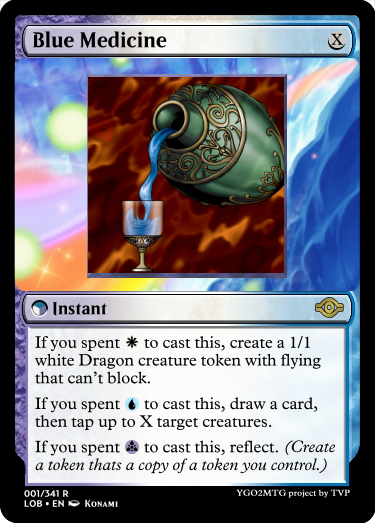 Blue Medicine X
Instant
If you spent to cast this, create a 1/1
white Dragon creature token with flying
that can't block.
If you spent to cast this, draw a card,
then tap up to X target creatures.
If you spent to cast this, reflect. (Create
a token thats a copy of a token you control.)
001/341 R
LOB • EN KONAMI
YGO2MTG project by TVP